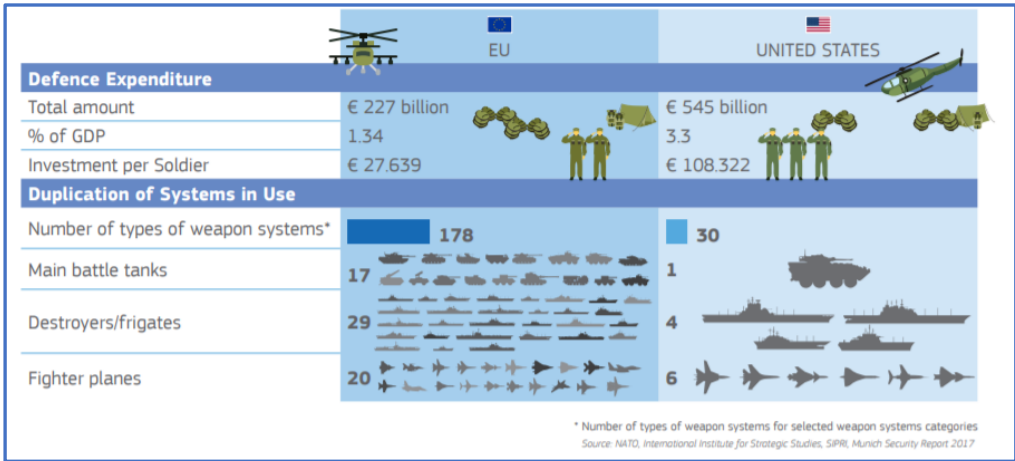 EU UNITED STATES
Defence Expenditure
Total amount € 227 billion € 545 billion
% of GDP 1.34 3.3
Investment per Soldier € 27.639 € 108.322
Duplication of Systems in Use
Number of types of weapon systems* 178 30
Main battle tanks 17 1
Destroyers/frigates 29 4
Fighter planes 20 6
* Number of types of weapon systems for selected weapon systems categories
Source: NATO, International Institute for Strategic Studies, SIPRI, Munich Security Report 2017